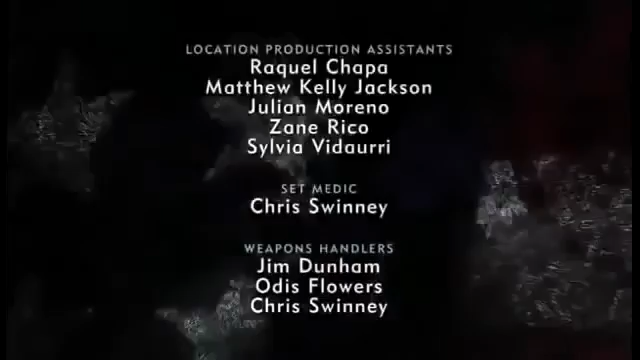 LOCATION PRODUCTION ASSISTANTS
Raquel Chapa
Matthew Kelly Jackson
Julian Moreno
Zane Rico
Sylvia Vidaurri
SET MEDIC
Chris Swinney
WEAPONS HANDLERS
Jim Dunham
Odis Flowers
Chris Swinney